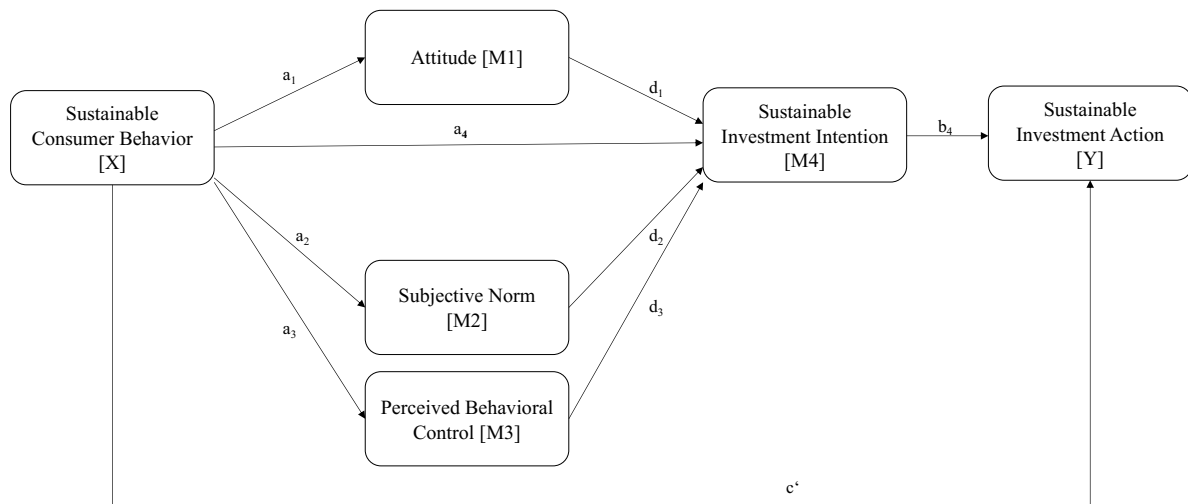 Attitude [M1]
a₁
d₁
Sustainable
Consumer Behavior
[X]
a₄
Sustainable
Investment Intention
[M4]
b₄
Sustainable
Investment Action
[Y]
a₂
d₂
Subjective Norm
[M2]
a₃
d₃
Perceived Behavioral
Control [M3]
c‘